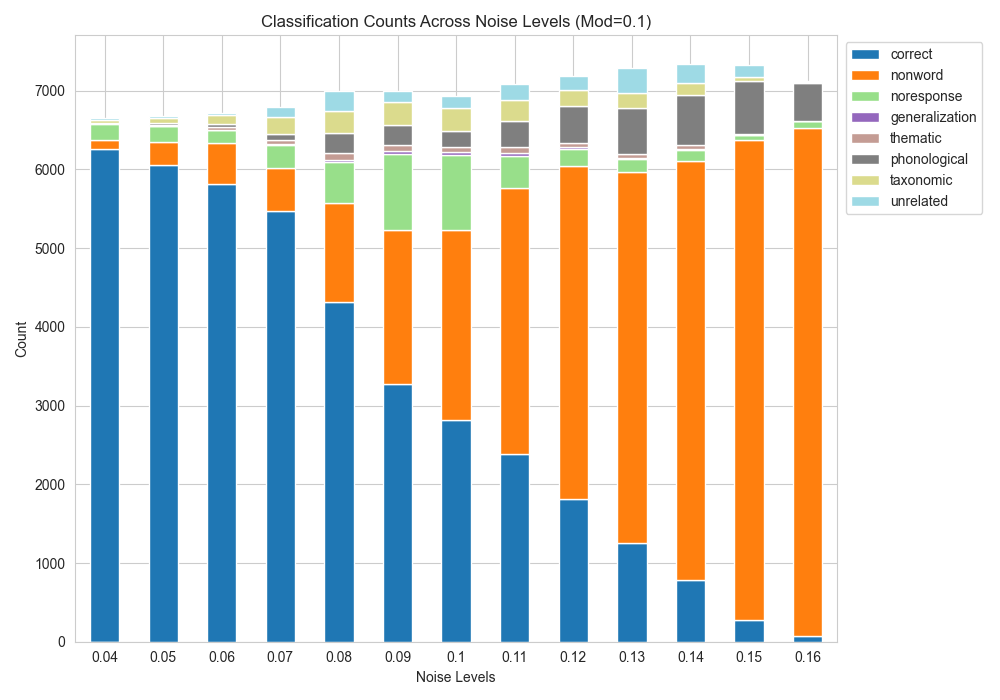 Classification Counts Across Noise Levels (Mod=0.1)
correct
nonword
noresponse
generalization
thematic
phonological
taxonomic
unrelated
Count
7000
6000
5000
4000
3000
2000
1000
0
0.04 0.05 0.06 0.07 0.08 0.09 0.1 0.11 0.12 0.13 0.14 0.15 0.16
Noise Levels